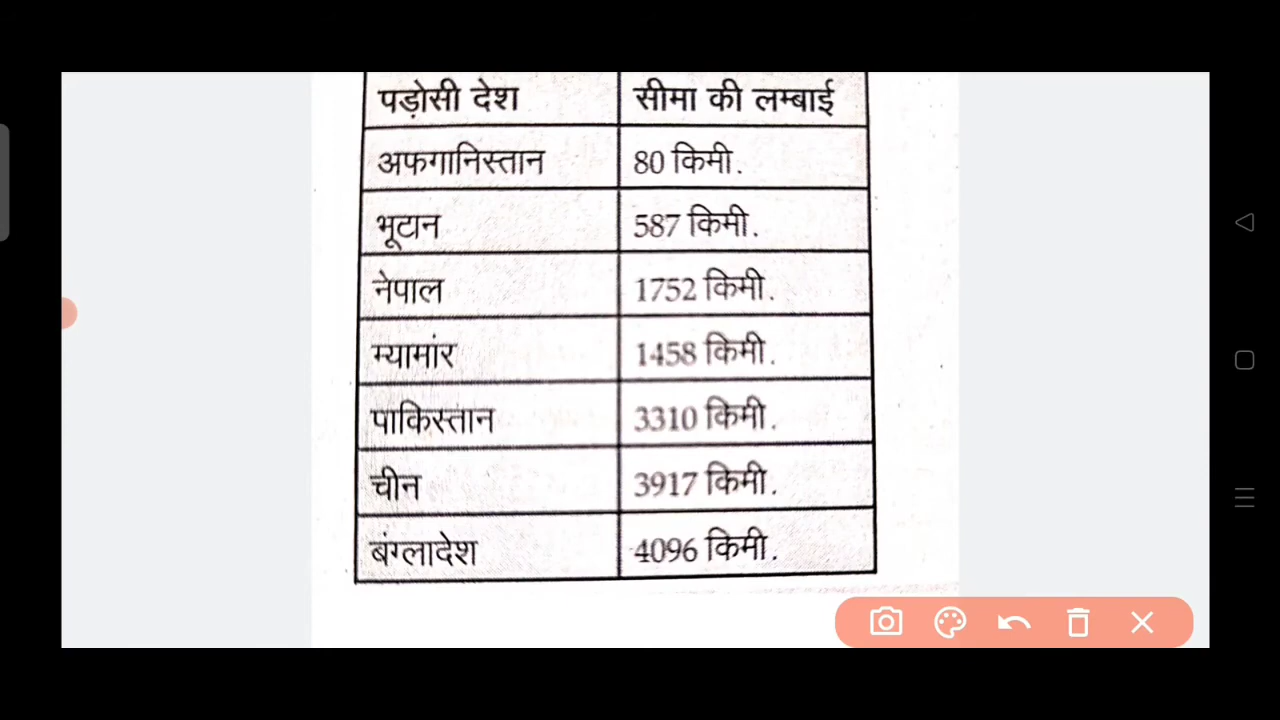 पड़ोसी देश सीमा की लम्बाई
अफगानिस्तान 80 किमी.
भूटान 587 किमी.
नेपाल 1752 किमी.
म्यामांर 1458 किमी.
पाकिस्तान 3310 किमी.
चीन 3917 किमी.
बंग्लादेश 4096 किमी.